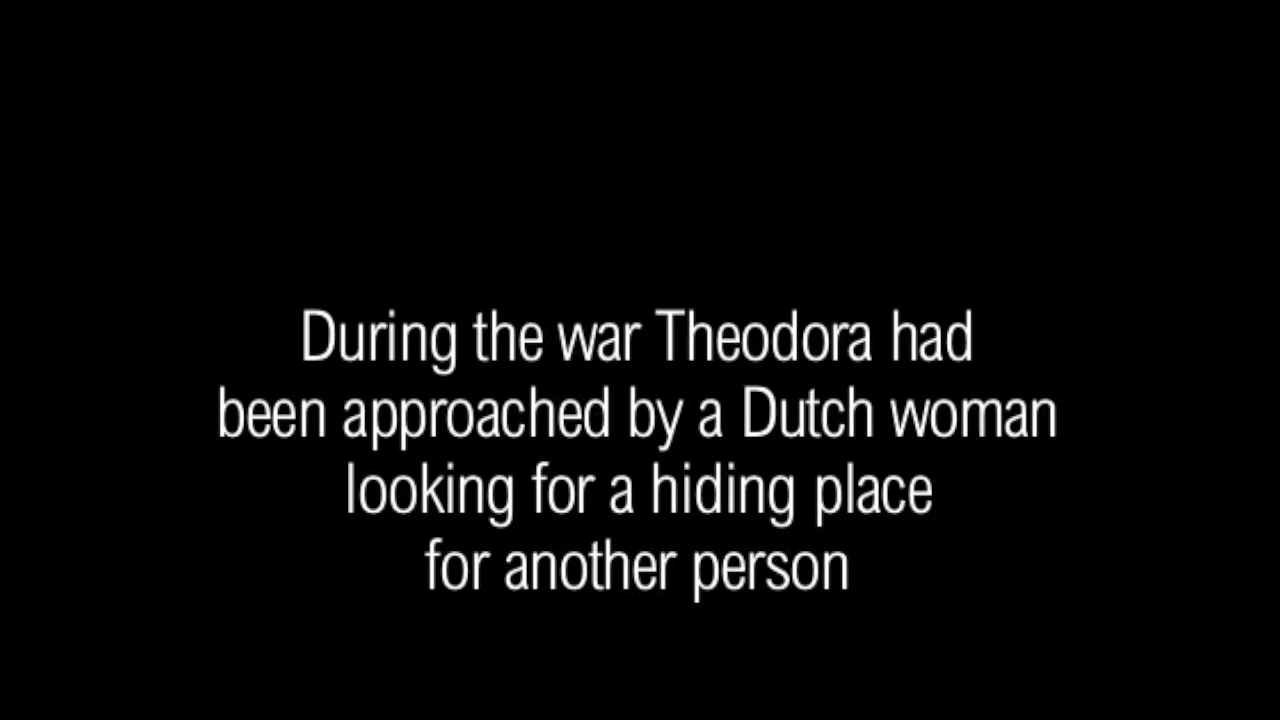 During the war Theodora had
been approached by a Dutch woman
looking for a hiding place
for another person